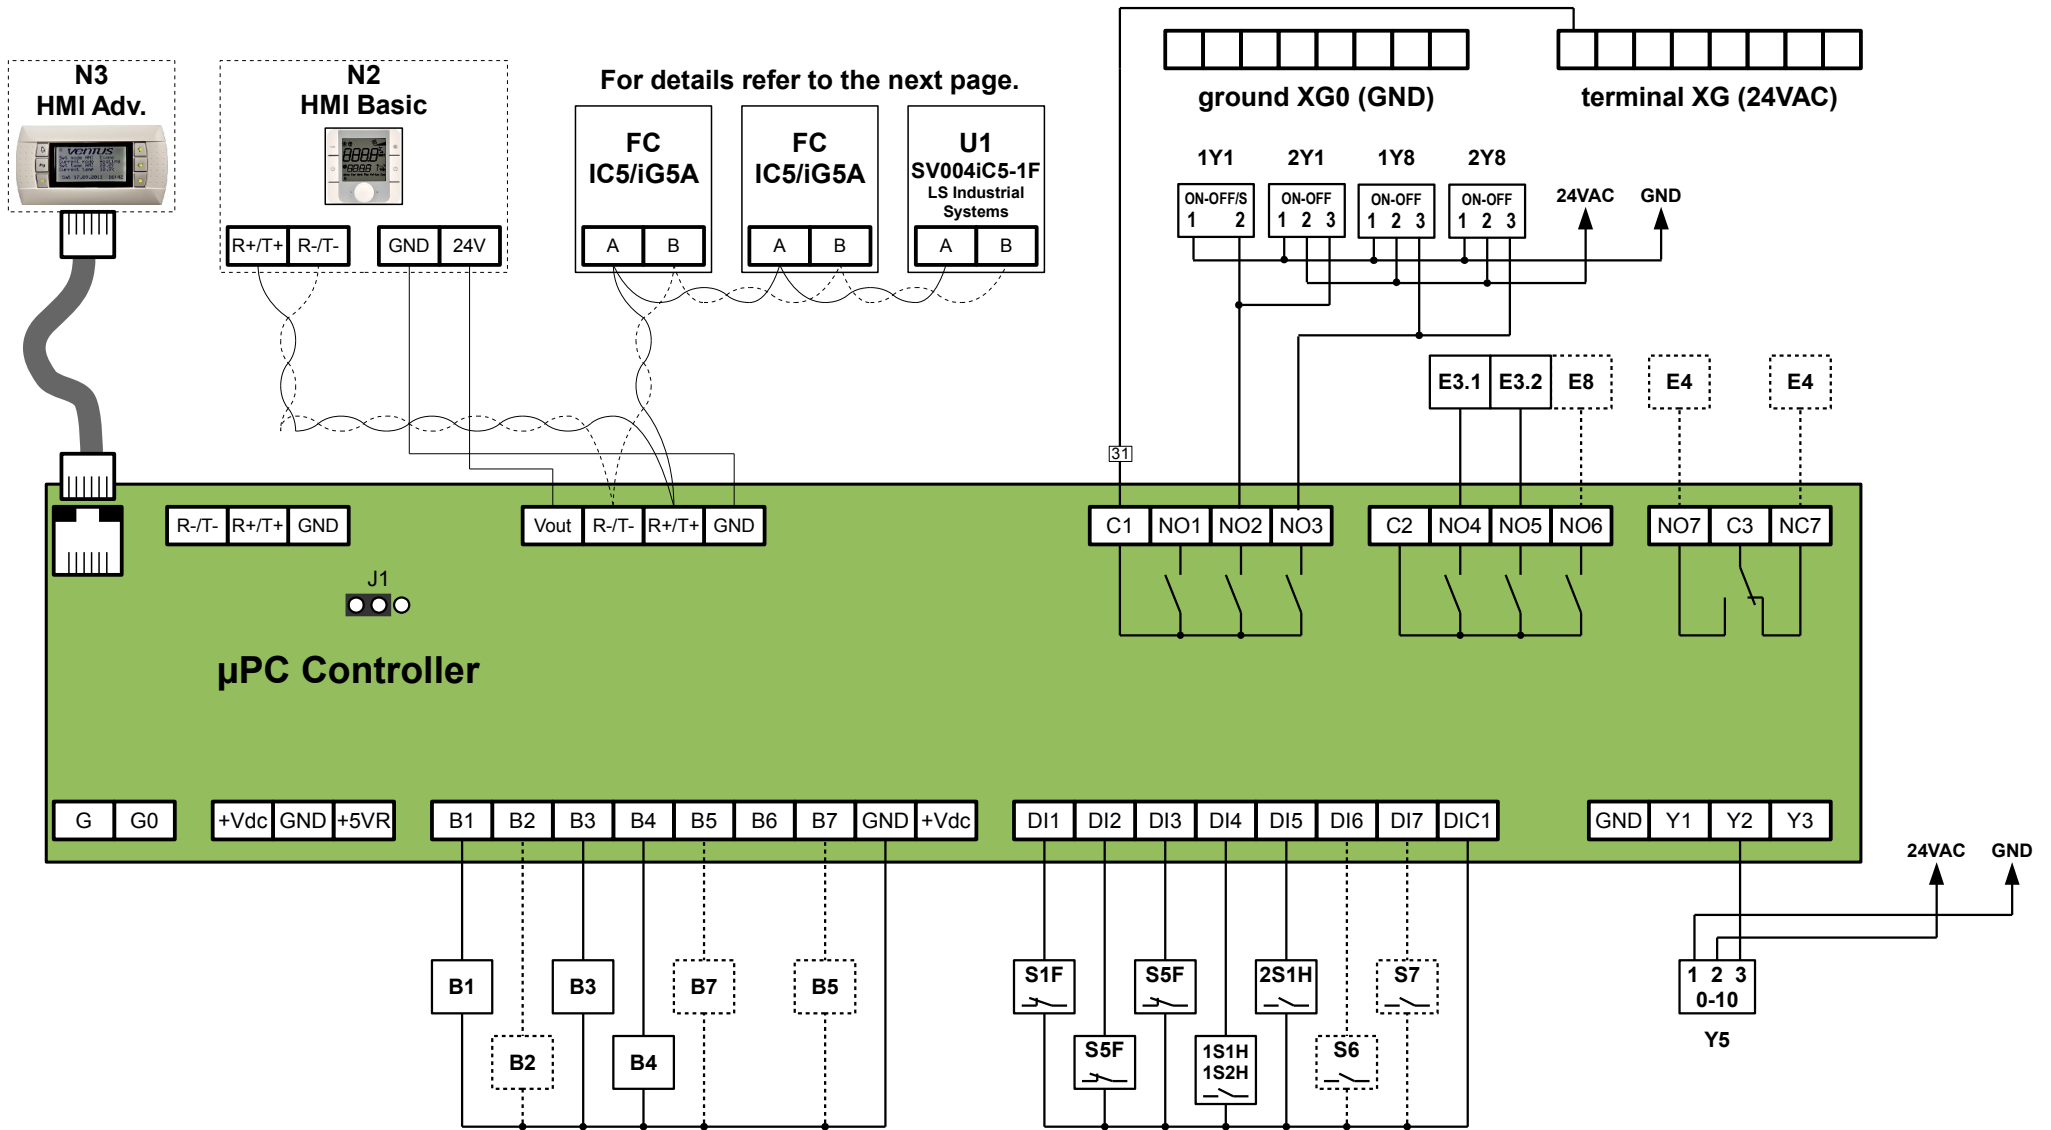 N3
HMI Adv.
VENTUS
N2
HMI Basic
R+/T+ R-/T- GND 24V
For details refer to the next page.
FC
IC5/iG5A
A B
FC
IC5/iG5A
A B
U1
SV004iC5-1F
LS Industrial
Systems
A B
ground XG0 (GND)
terminal XG (24VAC)
1Y1 2Y1 1Y8 2Y8
ON-OFF/S
1 2
ON-OFF
1 2 3
ON-OFF
1 2 3
ON-OFF
1 2 3
24VAC GND
E3.1 E3.2 E8 E4 E4
31
R-/T- R+/T+ GND
Vout R-/T- R+/T+ GND
C1 NO1 NO2 NO3
C2 NO4 NO5 NO6
NO7 C3 NC7
J1
µPC Controller
G G0
+Vdc GND +5VR
B1 B2 B3 B4 B5 B6 B7 GND +Vdc
DI1 DI2 DI3 DI4 DI5 DI6 DI7 DIC1
GND Y1 Y2 Y3
24VAC GND
B1 B3 B7 B5
B2 B4
S1F S5F 2S1H S7
S5F
1S1H
1S2H
S6
1 2 3
0-10
Y5